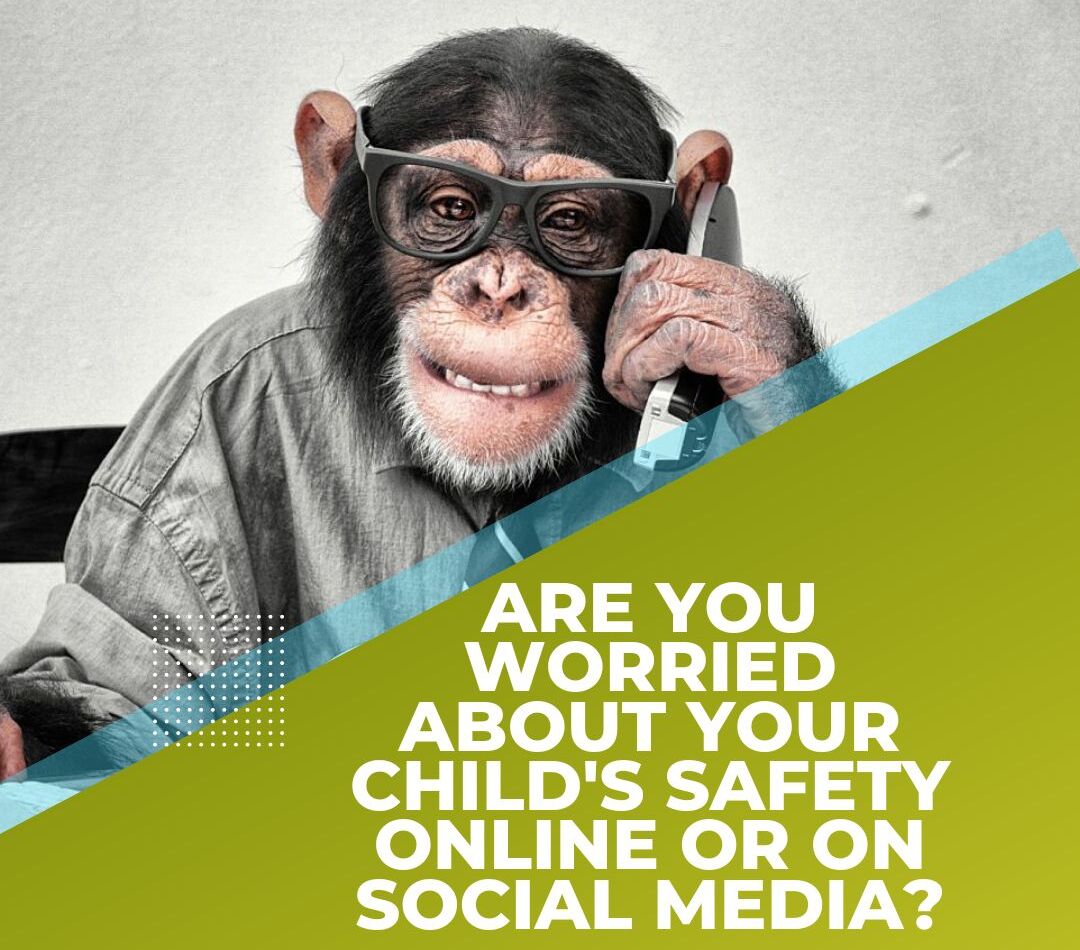 ARE YOU
WORRIED
ABOUT YOUR
CHILD'S SAFETY
ONLINE OR ON
SOCIAL MEDIA?